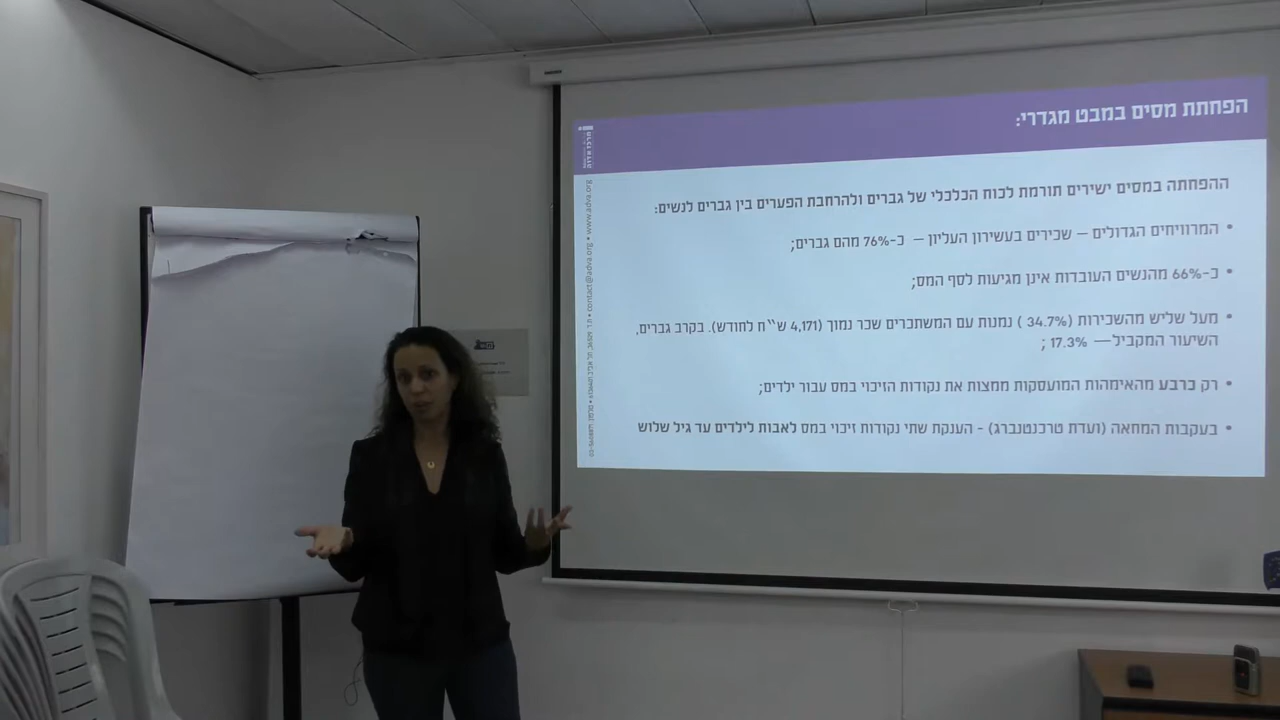 הפחתת מסים במבט מגדרי:
ההפחתה במסים ישירים תורמת לכוח הכלכלי של גברים ולהרחבת הפערים בין גברים לנשים:
• המרוויחים הגדולים – שכירים בעשירון העליון – כ-76% מהם גברים;
• כ-66% מהנשים העובדות אינן מגיעות לסף המס;
• מעל שליש מהשכירות (34.7% ) נמנות עם המשתכרים שכר נמוך (4,171 ש"ח לחודש). בקרב גברים,
השיעור המקביל— 17.3% ;
• רק כרבע מהאימהות המועסקות ממצות את נקודות הזיכוי במס עבור ילדים;
• בעקבות המחאה (ועדת טרכטנטברג) - הענקת שתי נקודות זיכוי במס לאבות לילדים עד גיל שלוש
מרכז אדוה
contact@adva.org • www.adva.org